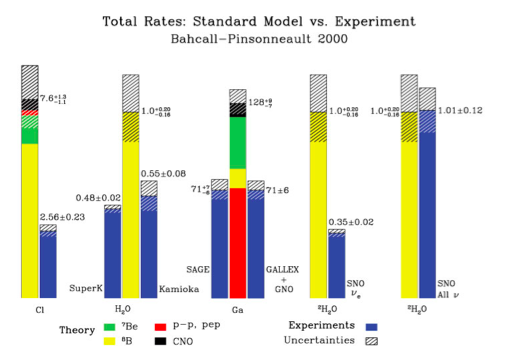 Total Rates: Standard Model vs. Experiment
Bahcall–Pinsonneault 2000
7.6+1.3−1.1
2.56±0.23
0.48±0.02
1.0+0.20−0.16
0.55±0.08
71+7−6
128+9−7
71±6
1.0+0.20−0.16
0.35±0.02
1.0+0.20−0.16
1.01±0.12
SuperK
Kamioka
SAGE
GALLEX
+
GNO
SNO
νe
SNO
All ν
Cl
H2O
Ga
²H2O
²H2O
Theory
⁷Be
p−p, pep
⁸B
CNO
Experiments
Uncertainties